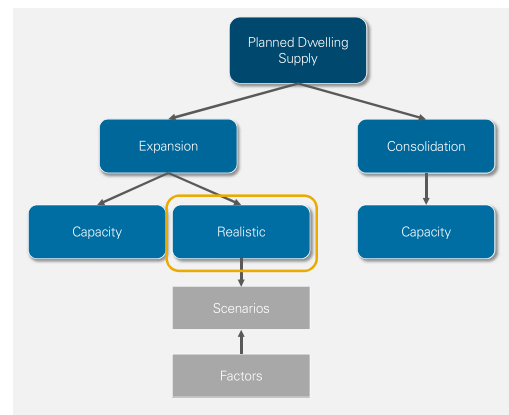 Planned Dwelling
Supply
Expansion
Consolidation
Capacity
Realistic
Capacity
Scenarios
Factors